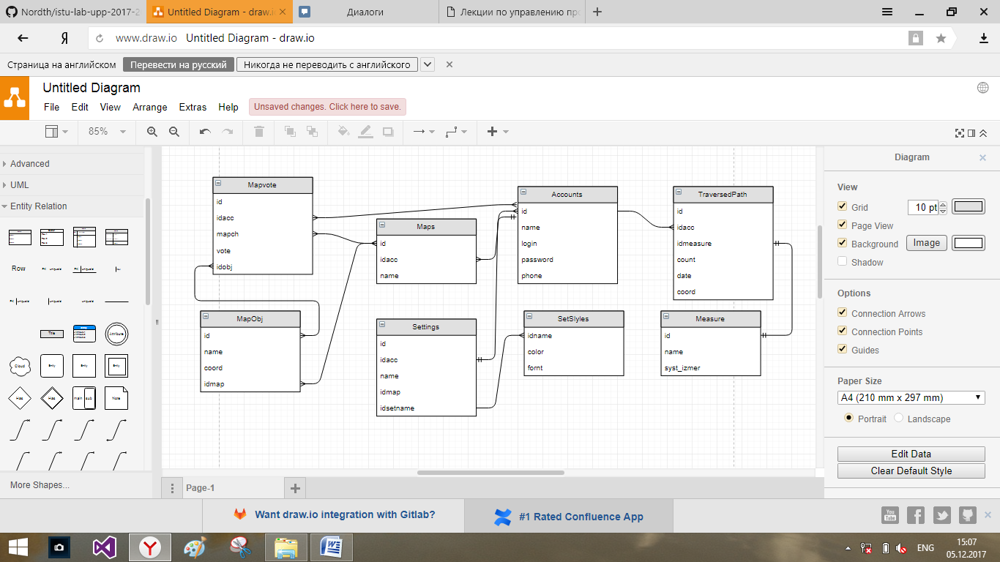 Nordth/istu-lab-upp-2017-2
Untitled Diagram - draw.io
Диалоги
Лекции по управлению пр
www.draw.io Untitled Diagram - draw.io
Страница на английском
Перевести на русский
Никогда не переводить с английского
Untitled Diagram
File Edit View Arrange Extras Help
Unsaved changes. Click here to save.
85%
Advanced
UML
Entity Relation
Row
Title
Attribute
Cloud
Entity
Entity
Entity
Has
Has
main
sub
Note
More Shapes...
Mapvote
id
idacc
mapch
vote
idobj
MapObj
id
name
coord
idmap
Maps
id
idacc
name
Settings
id
idacc
name
idmap
idsetname
Accounts
id
name
login
password
phone
SetSlyles
idname
color
fornt
TraversedPath
id
idacc
idmeasure
count
date
coord
Measure
id
name
syst_izmer
Page-1
Diagram
View
Grid
10 pt
Page View
Background
Image
Shadow
Options
Connection Arrows
Connection Points
Guides
Paper Size
A4 (210 mm x 297 mm)
Portrait
Landscape
Edit Data
Clear Default Style
Want draw.io integration with Gitlab?
#1 Rated Confluence App
You
Tube
ENG
15:07
05.12.2017